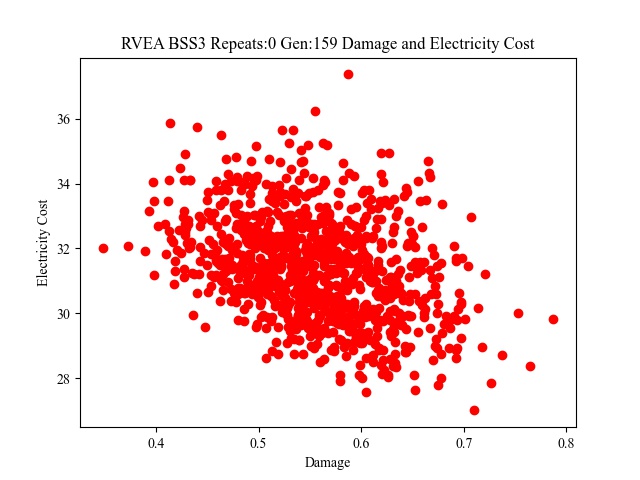 RVEA BSS3 Repeats:0 Gen:159 Damage and Electricity Cost
Electricity Cost
36
34
32
30
28
0.4 0.5 0.6 0.7 0.8
Damage